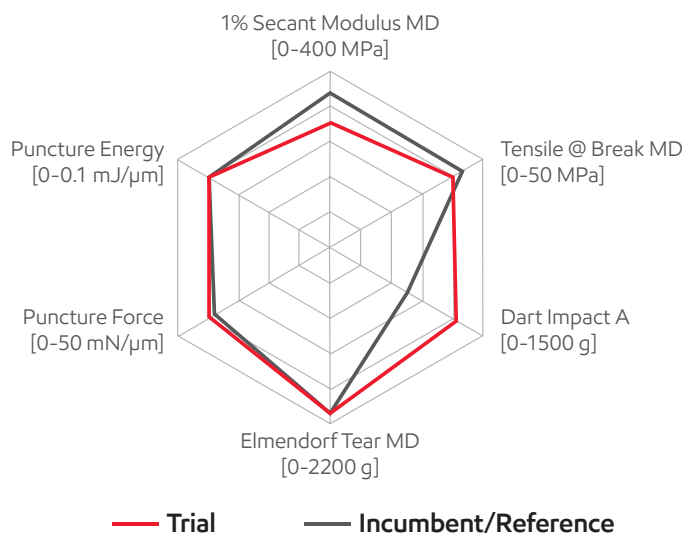 1% Secant Modulus MD
[0-400 MPa]
Puncture Energy
[0-0.1 mJ/μm]
Tensile @ Break MD
[0-50 MPa]
Puncture Force
[0-50 mN/μm]
Dart Impact A
[0-1500 g]
Elmendorf Tear MD
[0-2200 g]
Trial
Incumbent/Reference